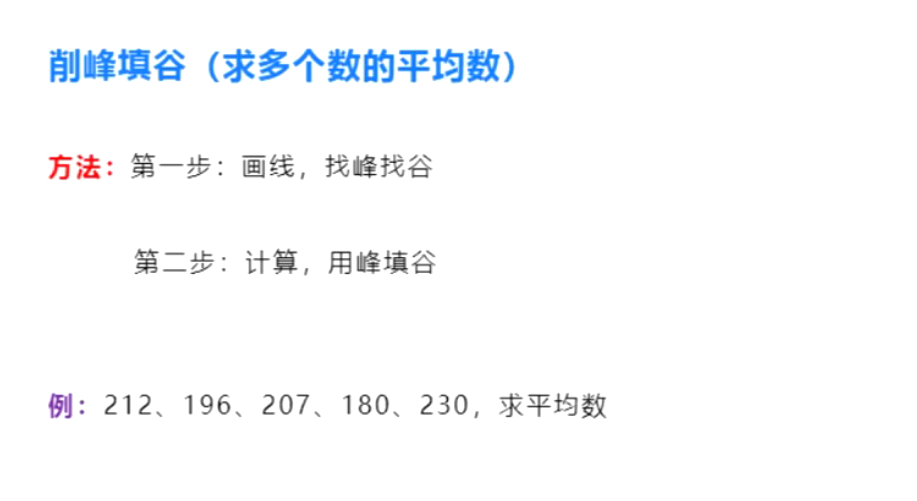 削峰填谷（求多个数的平均数）
方法：第一步：画线，找峰找谷
第二步：计算，用峰填谷
例：212、196、207、180、230，求平均数